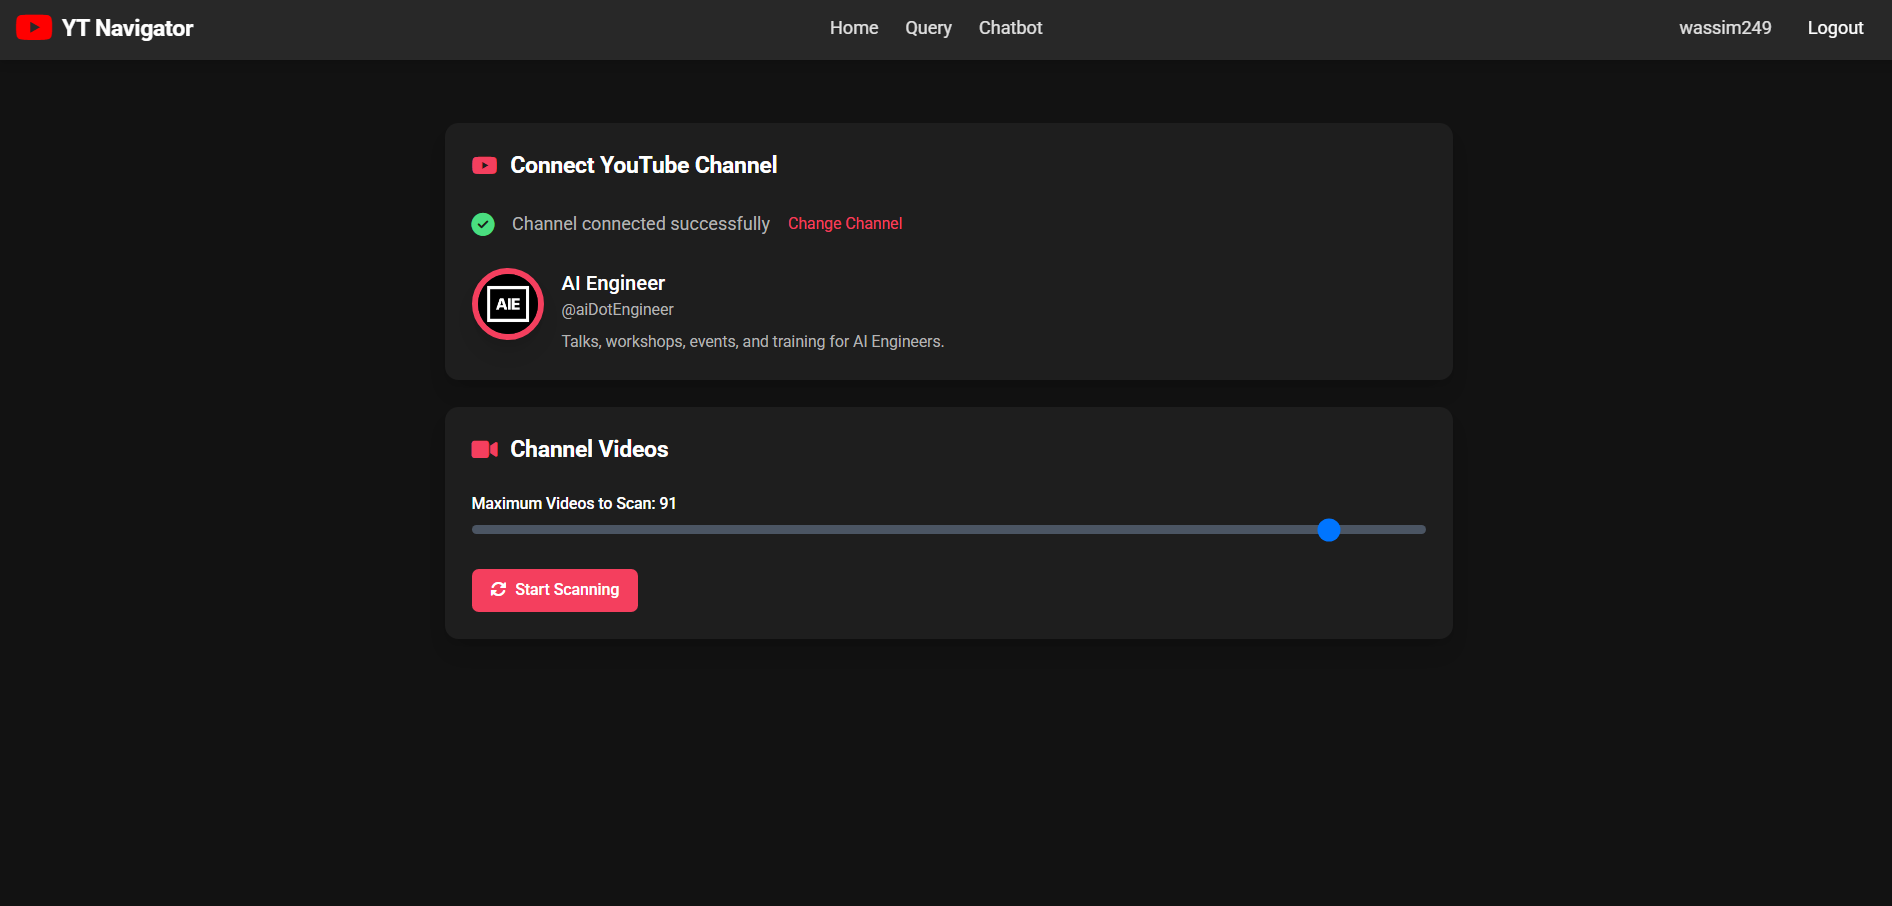 YT Navigator
Home Query Chatbot
wassim249 Logout
Connect YouTube Channel
Channel connected successfully Change Channel
AIE
AI Engineer
@aiDotEngineer
Talks, workshops, events, and training for AI Engineers.
Channel Videos
Maximum Videos to Scan: 91
Start Scanning